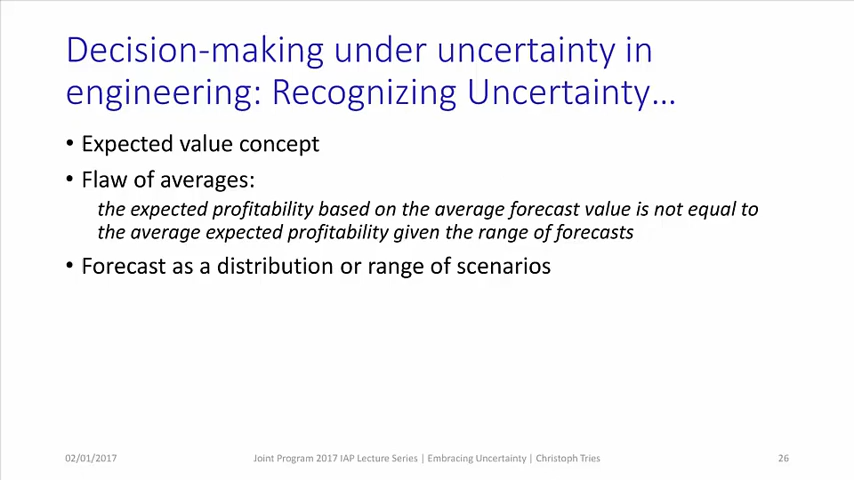 Decision-making under uncertainty in
engineering: Recognizing Uncertainty…
• Expected value concept
• Flaw of averages:
the expected profitability based on the average forecast value is not equal to
the average expected profitability given the range of forecasts
• Forecast as a distribution or range of scenarios
02/01/2017 Joint Program 2017 IAP Lecture Series | Embracing Uncertainty | Christoph Tries 26